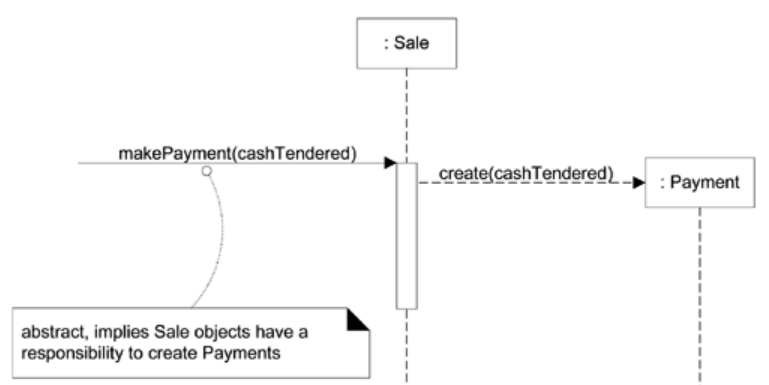 : Sale
makePayment(cashTendered)
create(cashTendered)
: Payment
abstract, implies Sale objects have a
responsibility to create Payments